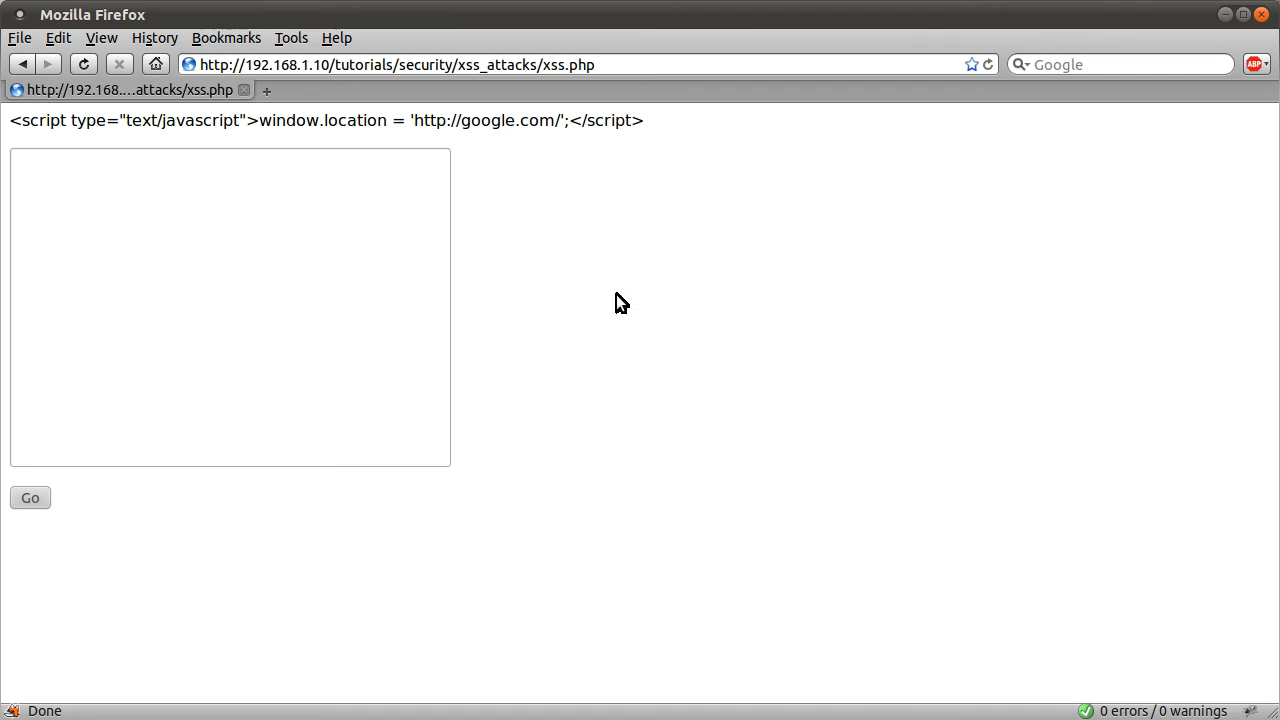 Mozilla Firefox
File Edit View History Bookmarks Tools Help
http://192.168.1.10/tutorials/security/xss_attacks/xss.php Google ABP
http://192.168....attacks/xss.php
<script type="text/javascript">window.location = 'http://google.com/';</script>
Go
Done 0 errors / 0 warnings